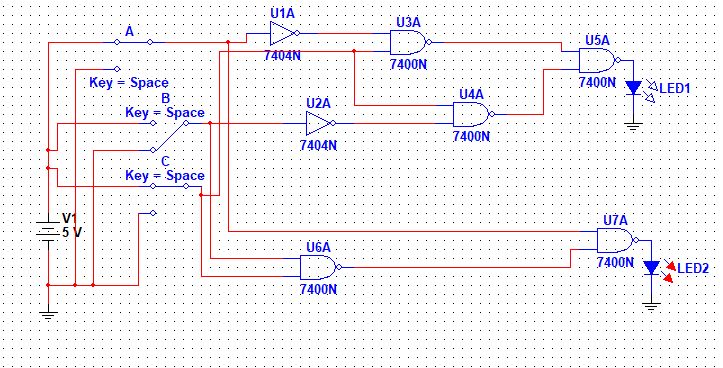 U1A
A
U3A
U5A
7404N
7400N
7400N
Key = Space
LED1
U4A
B
U2A
Key = Space
7400N
7404N
C
Key = Space
V1
5 V
U7A
U6A
7400N
LED2
7400N